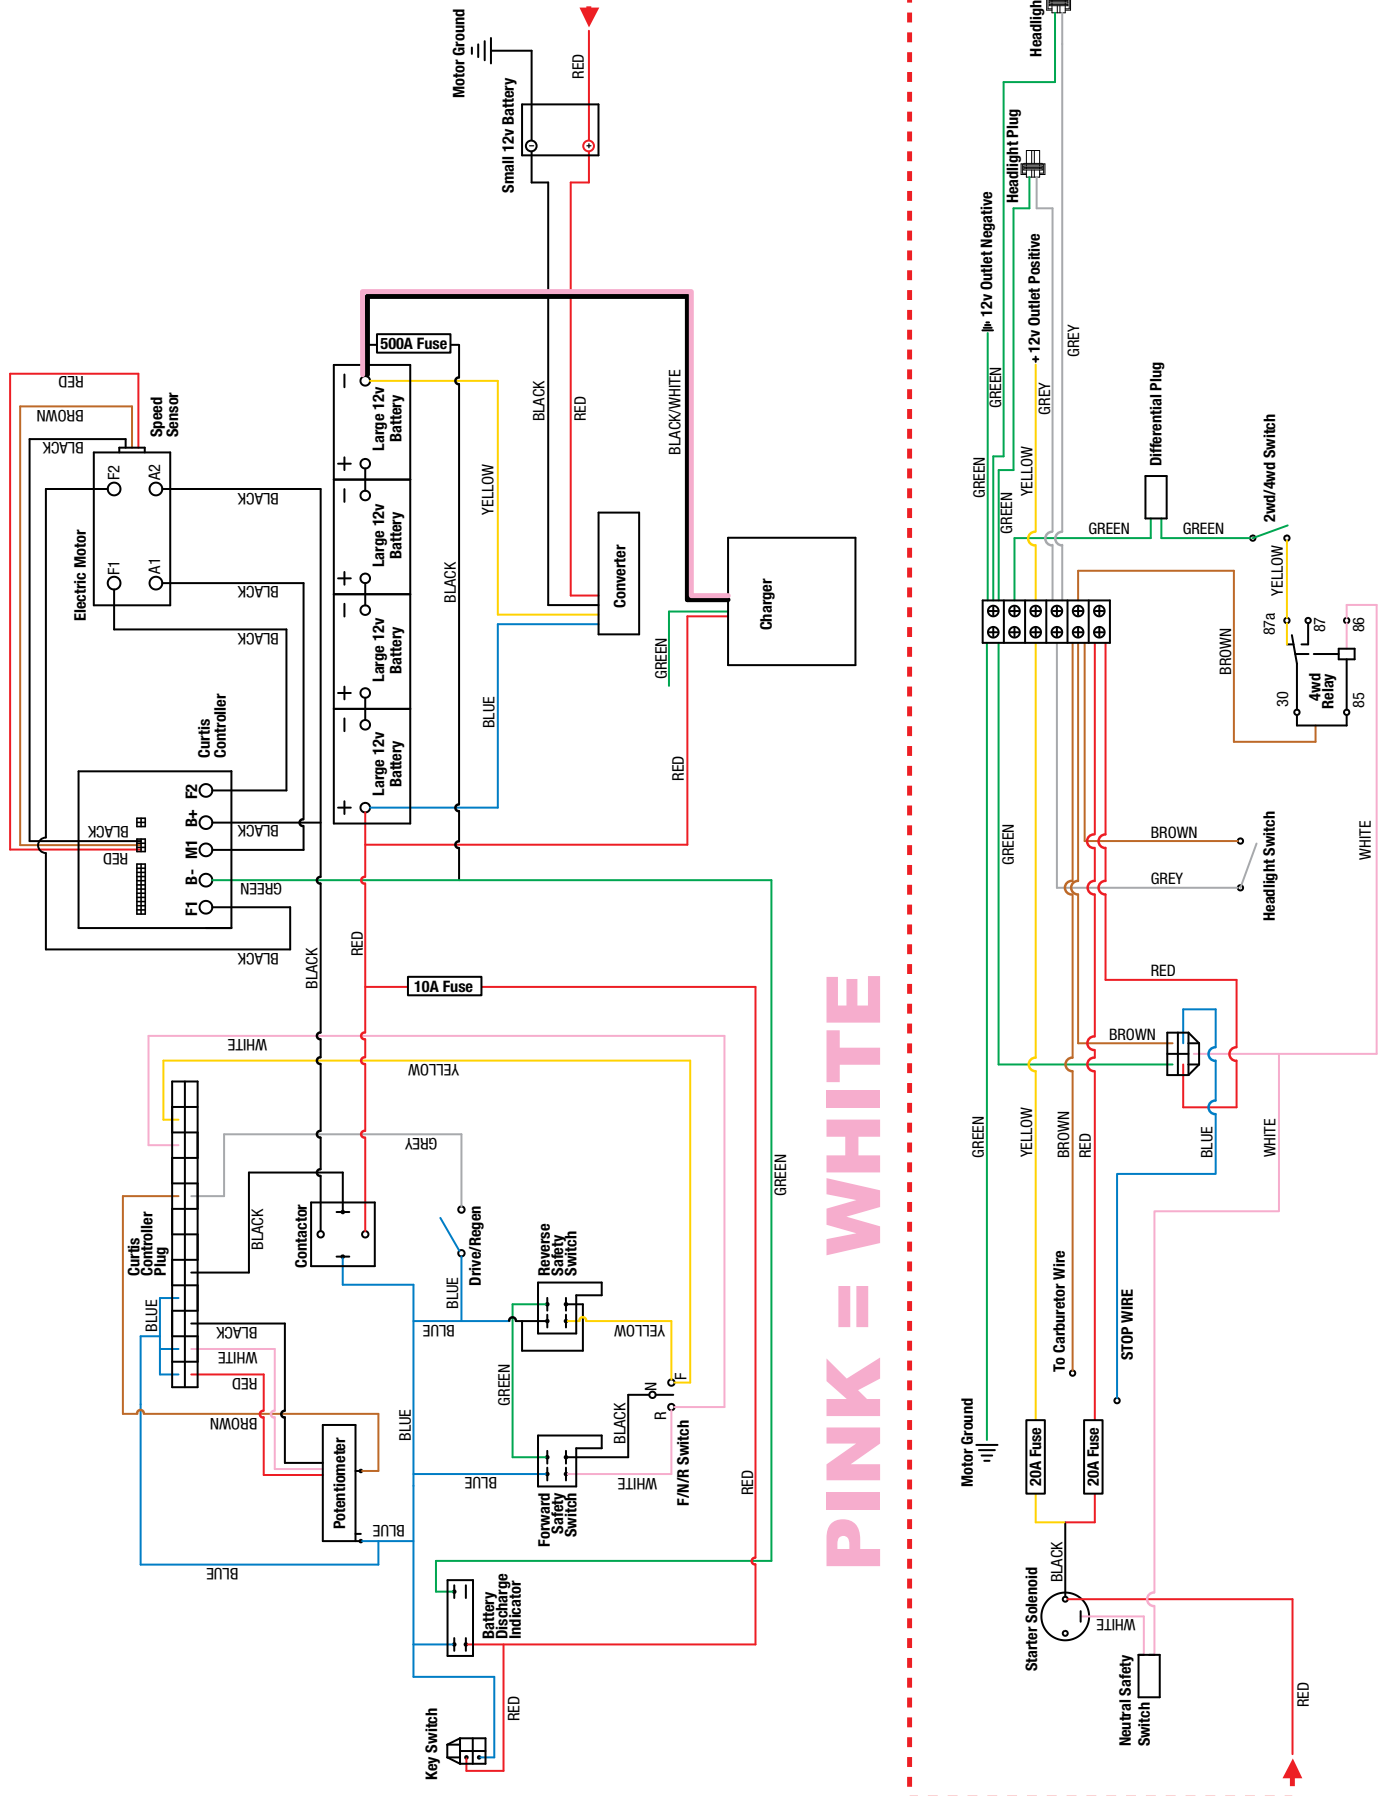 Motor Ground
RED
Small 12v Battery
RED
BROWN
BLACK
Speed
Sensor
F2
A2
Electric Motor
F1
A1
BLACK
BLACK
BLACK
500A Fuse
Large 12v
Battery
Large 12v
Battery
Large 12v
Battery
Large 12v
Battery
YELLOW
BLACK
BLACK
RED
BLACK/WHITE
Converter
Charger
GREEN
BLUE
RED
Curtis
Controller
F2
B+
M1
B-
F1
BLACK
RED
BLACK
GREEN
BLACK
BLACK
RED
10A Fuse
WHITE
YELLOW
GREY
Curtis
Controller
Plug
BLUE
BLACK
Contactor
BLACK
WHITE
RED
BROWN
Potentiometer
BLUE
BLUE
BLUE
BLUE
BLUE
Drive/Regen
Reverse
Safety
Switch
YELLOW
GREEN
BLACK
N
F
R
F/N/R Switch
WHITE
BLUE
Forward
Safety
Switch
GREEN
RED
Battery
Discharge
Indicator
Key Switch
RED
PINK = WHITE
Headlight
Headlight Plug
12v Outlet Negative
+ 12v Outlet Positive
GREEN
GREY
GREY
GREEN
GREEN
YELLOW
Differential Plug
GREEN
GREEN
2wd/4wd Switch
YELLOW
87a
87
86
30
85
4wd
Relay
BROWN
WHITE
GREEN
BROWN
GREY
Headlight Switch
RED
BROWN
GREEN
YELLOW
BROWN
RED
BLUE
WHITE
To Carburetor Wire
STOP WIRE
Motor Ground
20A Fuse
20A Fuse
BLACK
Starter Solenoid
WHITE
Neutral Safety
Switch
RED